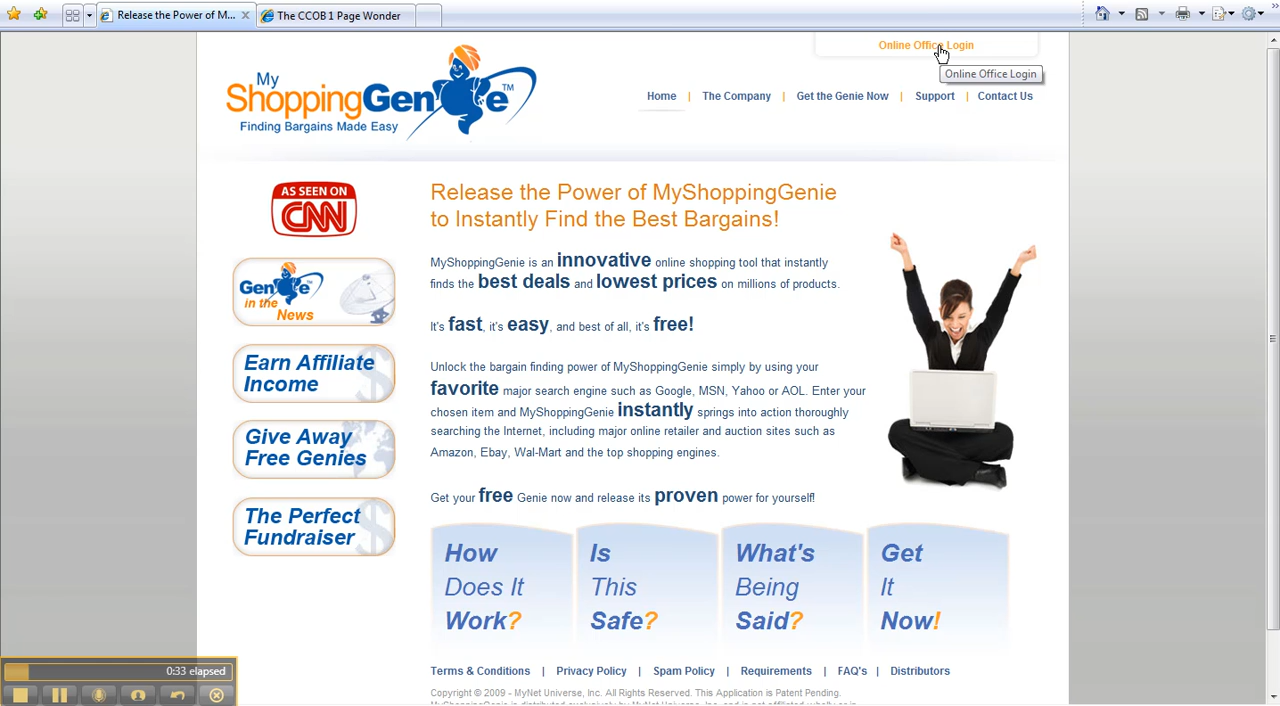 Release the Power of M...
The CCOB 1 Page Wonder
Online Office Login
Online Office Login
My
ShoppingGenie™
Finding Bargains Made Easy
Home | The Company | Get the Genie Now | Support | Contact Us
AS SEEN ON
CNN
Genie
in the
News
Earn Affiliate
Income
Give Away
Free Genies
The Perfect
Fundraiser
Release the Power of MyShoppingGenie
to Instantly Find the Best Bargains!
MyShoppingGenie is an innovative online shopping tool that instantly
finds the best deals and lowest prices on millions of products.
It's fast, it's easy, and best of all, it's free!
Unlock the bargain finding power of MyShoppingGenie simply by using your
favorite major search engine such as Google, MSN, Yahoo or AOL. Enter your
chosen item and MyShoppingGenie instantly springs into action thoroughly
searching the Internet, including major online retailer and auction sites such as
Amazon, Ebay, Wal-Mart and the top shopping engines.
Get your free Genie now and release its proven power for yourself!
How
Does It
Work?
Is
This
Safe?
What's
Being
Said?
Get
It
Now!
Terms & Conditions | Privacy Policy | Spam Policy | Requirements | FAQ's | Distributors
Copyright © 2009 - MyNet Universe, Inc. All Rights Reserved. This Application is Patent Pending.
0:33 elapsed